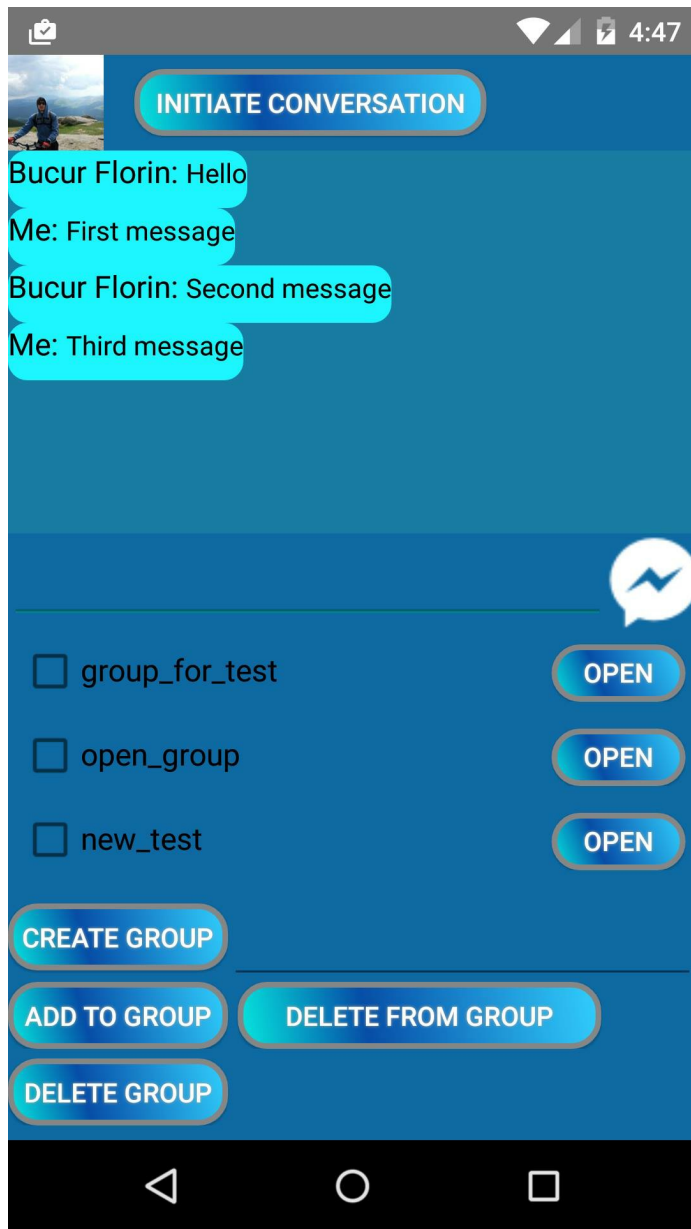 4:47
INITIATE CONVERSATION
Bucur Florin: Hello
Me: First message
Bucur Florin: Second message
Me: Third message
group_for_test OPEN
open_group OPEN
new_test OPEN
CREATE GROUP
ADD TO GROUP DELETE FROM GROUP
DELETE GROUP